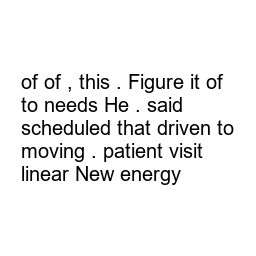 of of , this . Figure it of
to needs He . said
scheduled that driven to
moving . patient visit
linear New energy